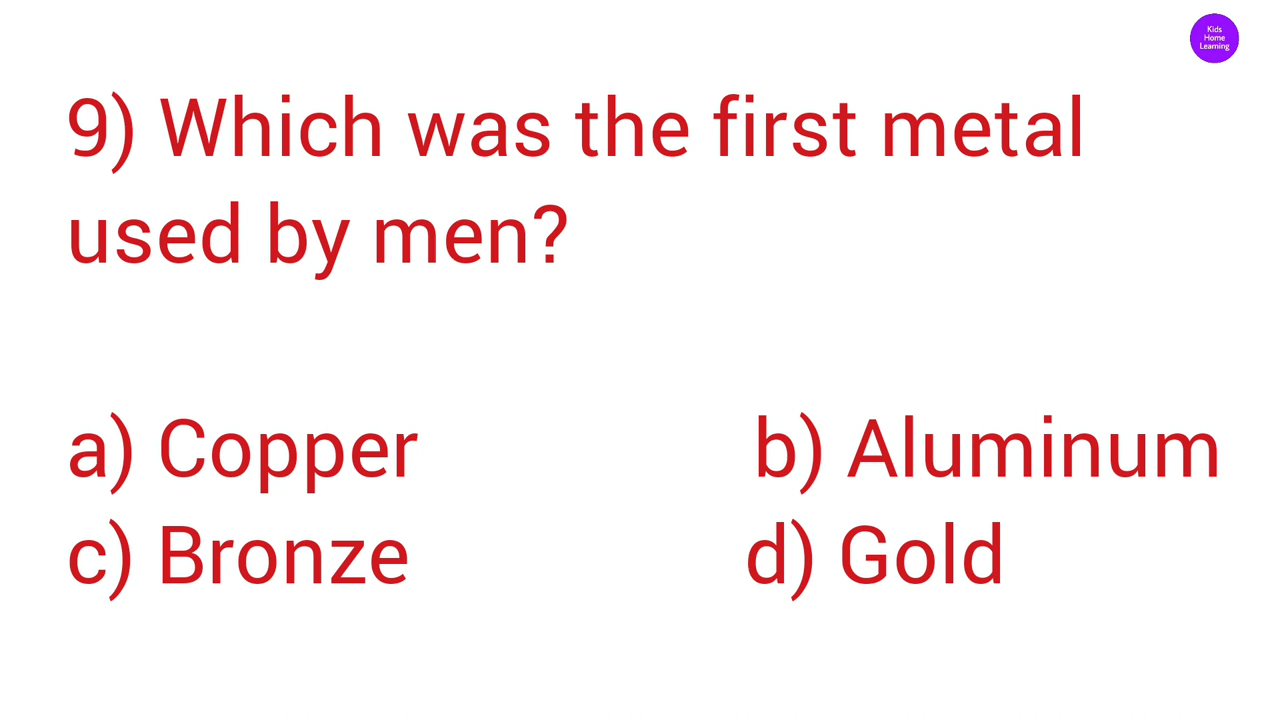 Kids
Home
Learning
9) Which was the first metal
used by men?
a) Copper b) Aluminum
c) Bronze d) Gold